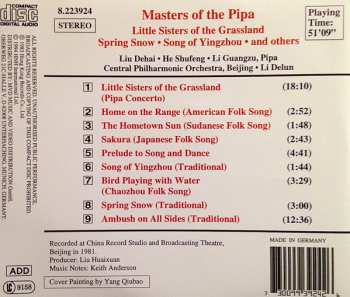 COMPACT
disc
DIGITAL AUDIO
8.223924
STEREO
Masters of the Pipa
Little Sisters of the Grassland
Spring Snow • Song of Yingzhou • and others
Playing
Time:
51'09"
Liu Dehai • He Shufeng • Li Guangzu, Pipa
Central Philharmonic Orchestra, Beijing • Li Delun
1 Little Sisters of the Grassland (18:10)
(Pipa Concerto)
2 Home on the Range (American Folk Song) (2:52)
3 The Hometown Sun (Sudanese Folk Song) (1:48)
4 Sakura (Japanese Folk Song) (2:43)
5 Prelude to Song and Dance (4:41)
6 Song of Yingzhou (Traditional) (1:44)
7 Bird Playing with Water (3:29)
(Chaozhou Folk Song)
8 Spring Snow (Traditional) (3:00)
9 Ambush on All Sides (Traditional) (12:36)
Recorded at China Record Studio and Broadcasting Theatre,
Beijing in 1981
Producer: Liu Huaixuan
Music Notes: Keith Anderson
MADE IN GERMANY
ADD
9158
Cover Painting by Yang Qiubao